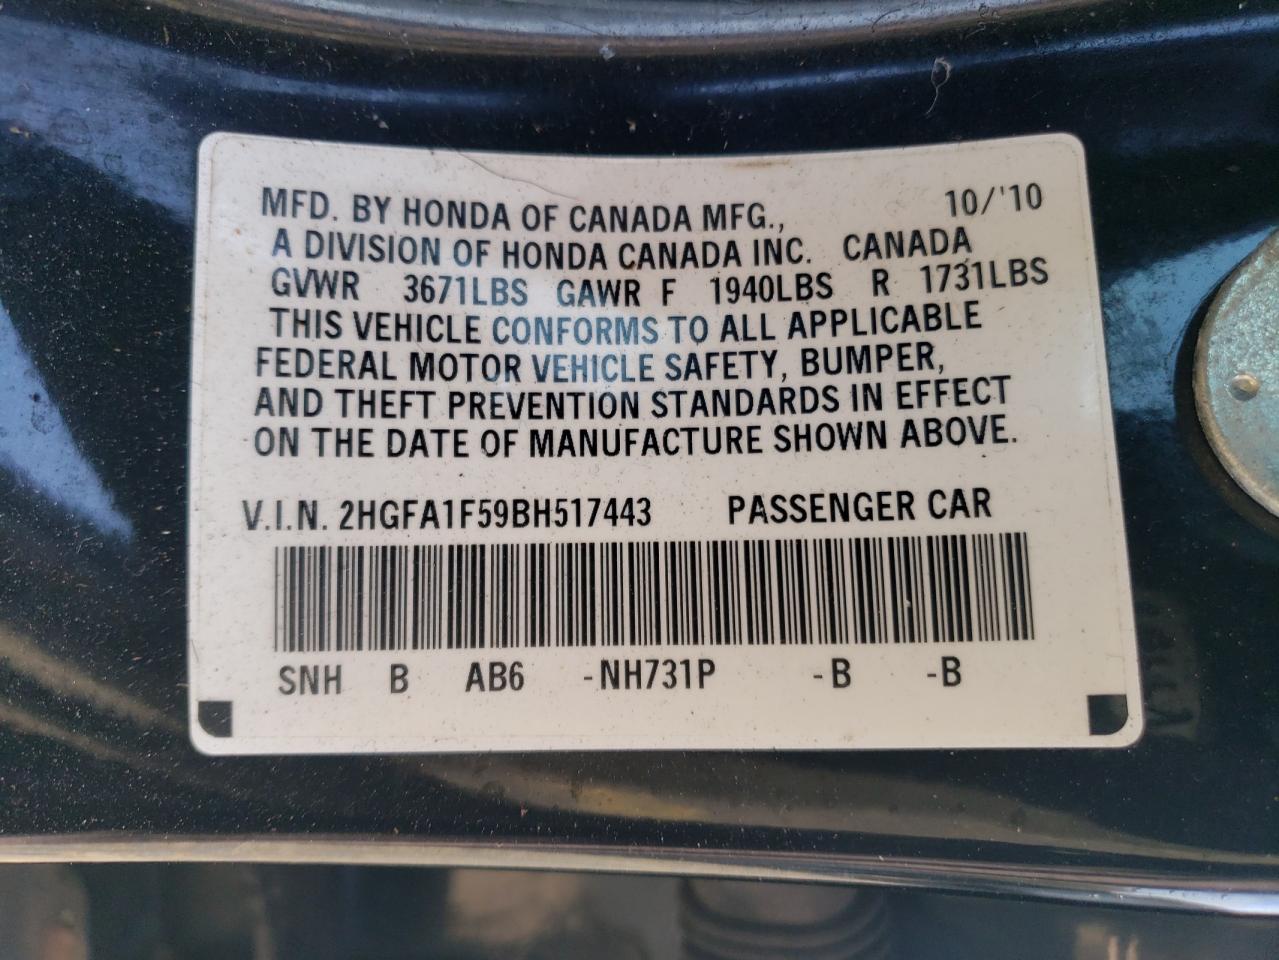 MFD. BY HONDA OF CANADA MFG., 10/'10
A DIVISION OF HONDA CANADA INC. CANADA
GVWR 3671LBS GAWR F 1940LBS R 1731LBS
THIS VEHICLE CONFORMS TO ALL APPLICABLE
FEDERAL MOTOR VEHICLE SAFETY, BUMPER,
AND THEFT PREVENTION STANDARDS IN EFFECT
ON THE DATE OF MANUFACTURE SHOWN ABOVE.
V.I.N. 2HGFA1F59BH517443 PASSENGER CAR
SNH B AB6 -NH731P -B -B